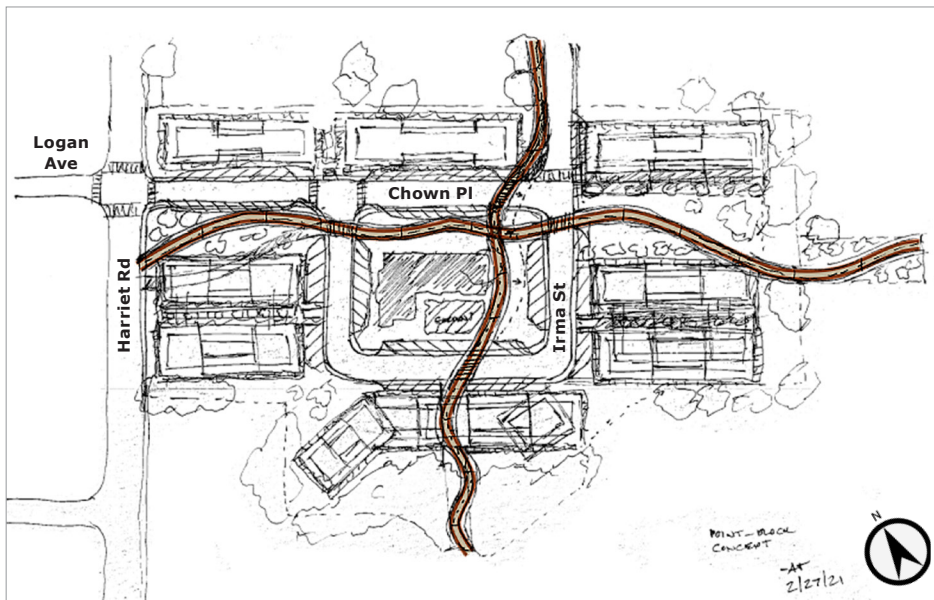 Logan
Ave
Chown Pl
Harriet Rd
Irma St
N
POINT-BLOCK
CONCEPT
-AT
2/27/21